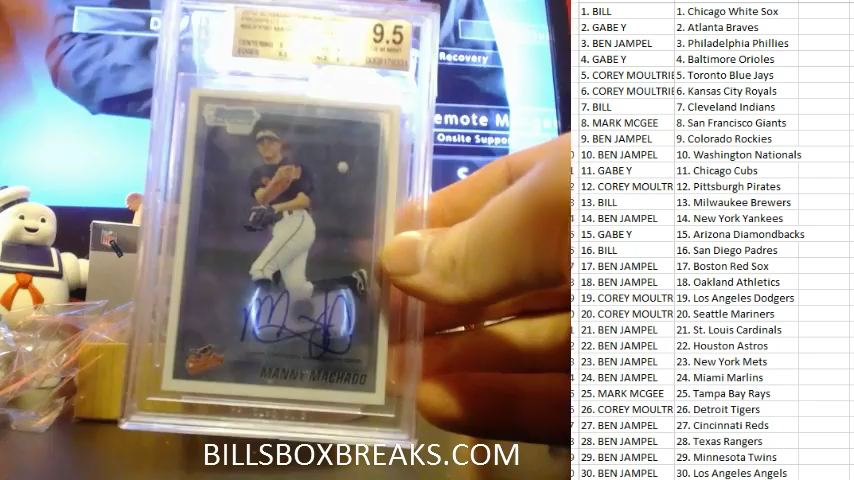 9.5
Recovery
Onsite Suppo
MANNY MACHADO
BILLSBOXBREAKS.COM
1. BILL 1. Chicago White Sox
2. GABE Y 2. Atlanta Braves
3. BEN JAMPEL 3. Philadelphia Phillies
4. GABE Y 4. Baltimore Orioles
5. COREY MOULTRIE 5. Toronto Blue Jays
6. COREY MOULTRIE 6. Kansas City Royals
7. BILL 7. Cleveland Indians
8. MARK MCGEE 8. San Francisco Giants
9. BEN JAMPEL 9. Colorado Rockies
10. BEN JAMPEL 10. Washington Nationals
11. GABE Y 11. Chicago Cubs
12. COREY MOULTR 12. Pittsburgh Pirates
13. BILL 13. Milwaukee Brewers
14. BEN JAMPEL 14. New York Yankees
15. GABE Y 15. Arizona Diamondbacks
16. BILL 16. San Diego Padres
17. BEN JAMPEL 17. Boston Red Sox
18. BEN JAMPEL 18. Oakland Athletics
19. COREY MOULTR 19. Los Angeles Dodgers
20. COREY MOULTR 20. Seattle Mariners
21. BEN JAMPEL 21. St. Louis Cardinals
22. BEN JAMPEL 22. Houston Astros
23. BEN JAMPEL 23. New York Mets
24. BEN JAMPEL 24. Miami Marlins
25. MARK MCGEE 25. Tampa Bay Rays
26. COREY MOULTR 26. Detroit Tigers
27. BEN JAMPEL 27. Cincinnati Reds
28. BEN JAMPEL 28. Texas Rangers
29. BEN JAMPEL 29. Minnesota Twins
30. BEN JAMPEL 30. Los Angeles Angels